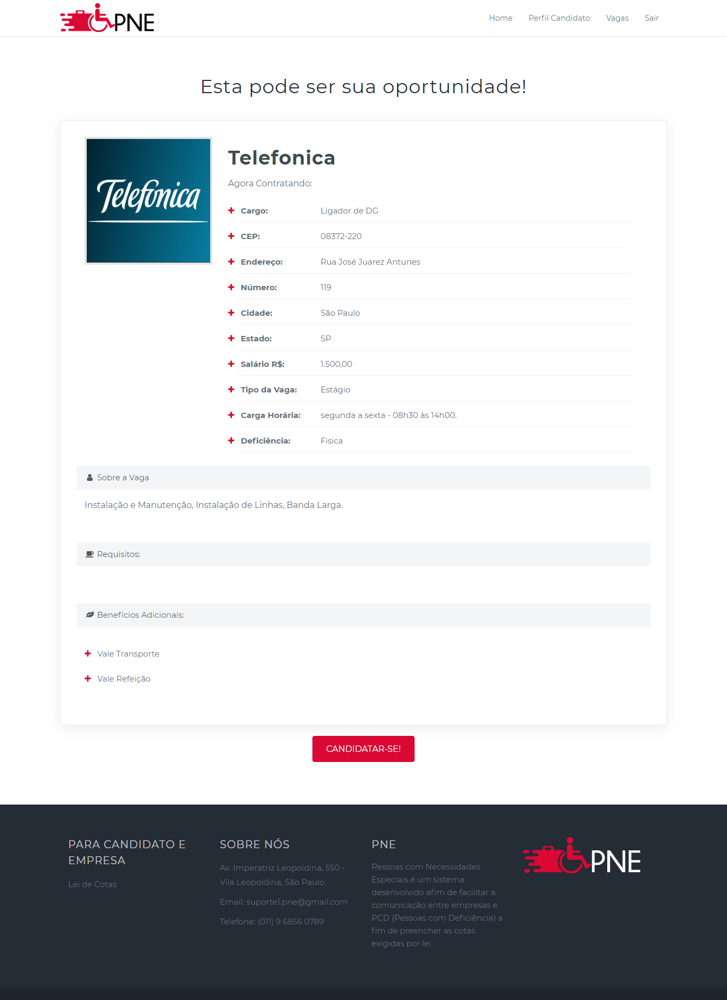 PNE
Home Perfil Candidato Vagas Sair
Esta pode ser sua oportunidade!
Telefonica
Telefonica
Agora Contratando:
Cargo: Ligador de DG
CEP: 08372-220
Endereço: Rua José Juarez Antunes
Número: 119
Cidade: São Paulo
Estado: SP
Salário R$: 1.500,00
Tipo da Vaga: Estágio
Carga Horária: segunda a sexta - 08h30 às 14h00.
Deficiência: Fisica
Sobre a Vaga
Instalação e Manutenção, Instalação de Linhas, Banda Larga.
Requisitos:
Benefícios Adicionais:
Vale Transporte
Vale Refeição
CANDIDATAR-SE!
PARA CANDIDATO E
EMPRESA
Lei de Cotas
SOBRE NÓS
Av. Imperatriz Leopoldina, 550 -
Vila Leopoldina, São Paulo
Email: suporte1.pne@gmail.com
Telefone: (011) 9 6856 0789
PNE
Pessoas com Necessidades
Especiais é um sistema
desenvolvido afim de facilitar a
comunicação entre empresas e
PCD (Pessoas com Deficiência) a
fim de preencher as cotas
exigidas por lei
PNE